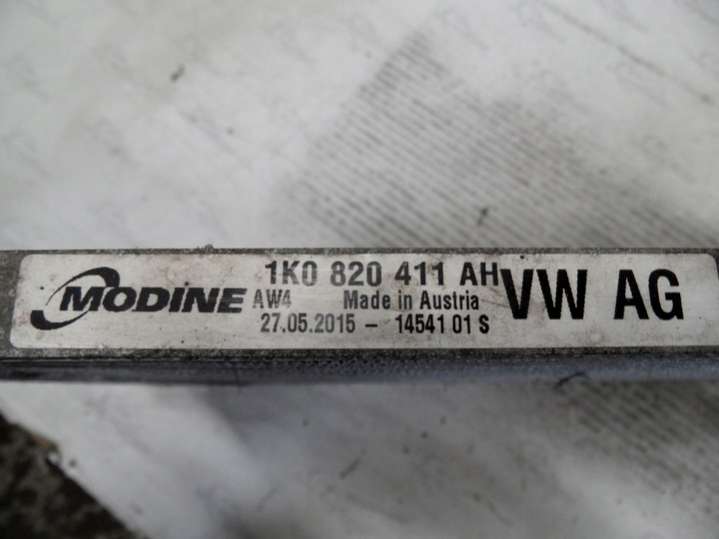 MODINE 1K0 820 411 AH VW AG
AW4 Made in Austria
27.05.2015 - 14541 01 S